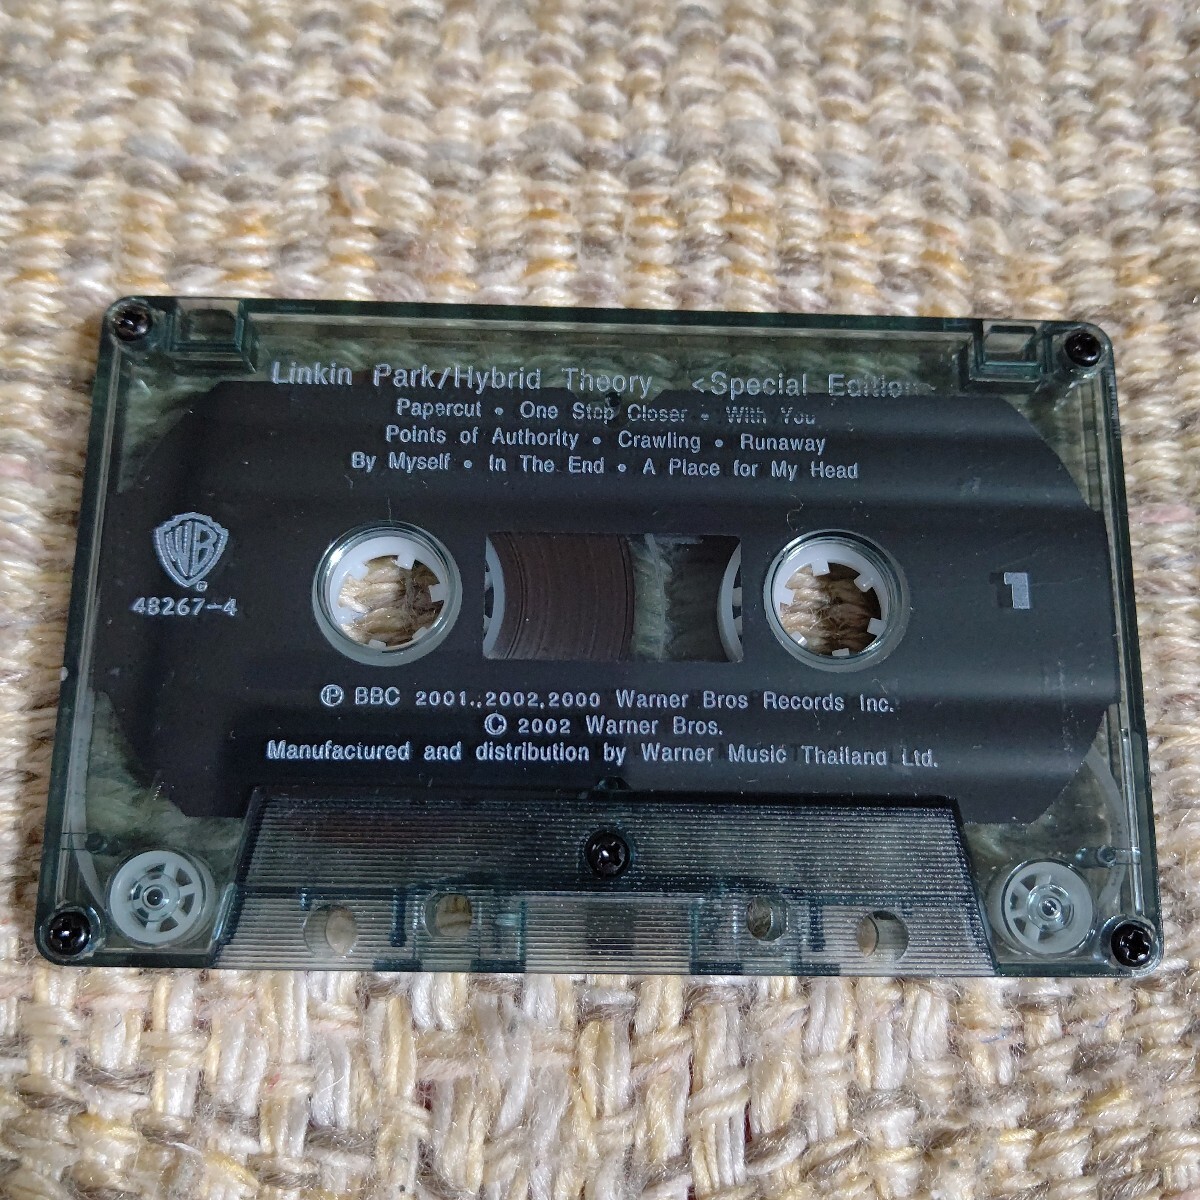 Linkin Park/Hybrid Theory <Special Edition
Papercut • One Step Closer • With You
Points of Authority • Crawling • Runaway
By Myself • In The End • A Place for My Head
WB
®
48267-4
1
℗ BBC 2001.,2002,2000 Warner Bros Records Inc.
© 2002 Warner Bros.
Manufactured and distribution by Warner Music Thailand Ltd.